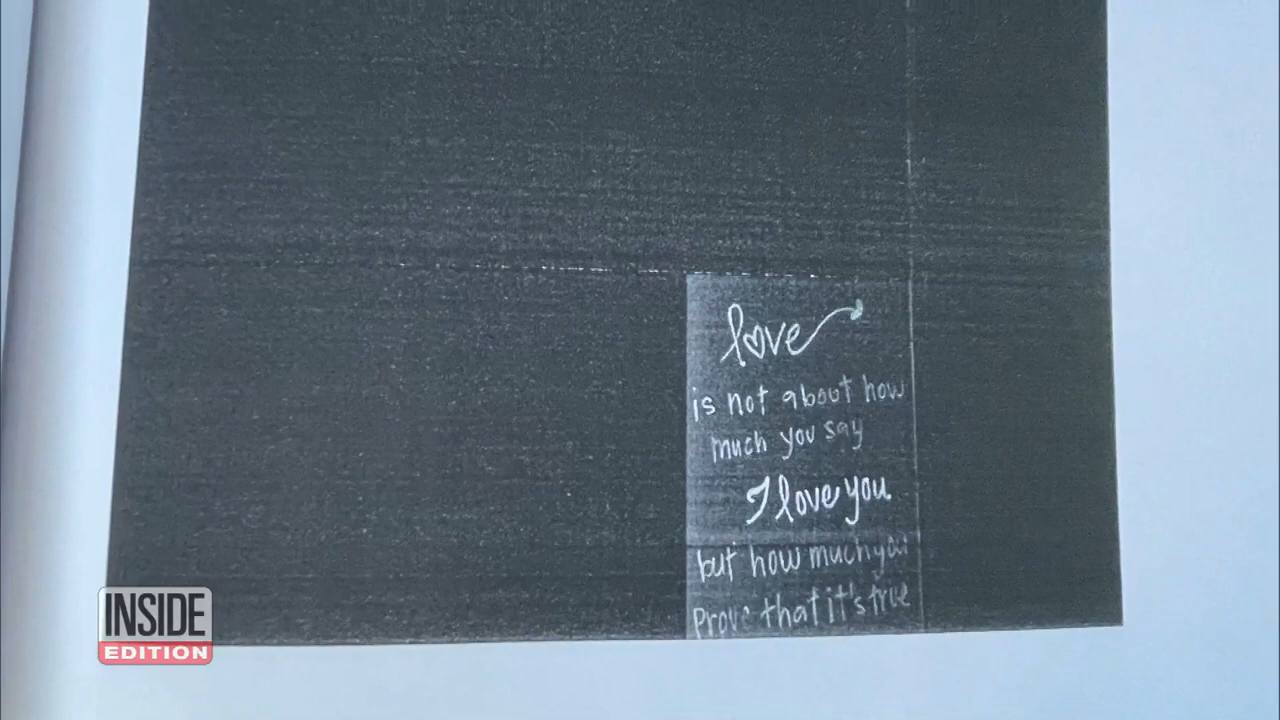 love
is not about how
much you say
I love you
but how much you
prove that it's true
INSIDE
EDITION